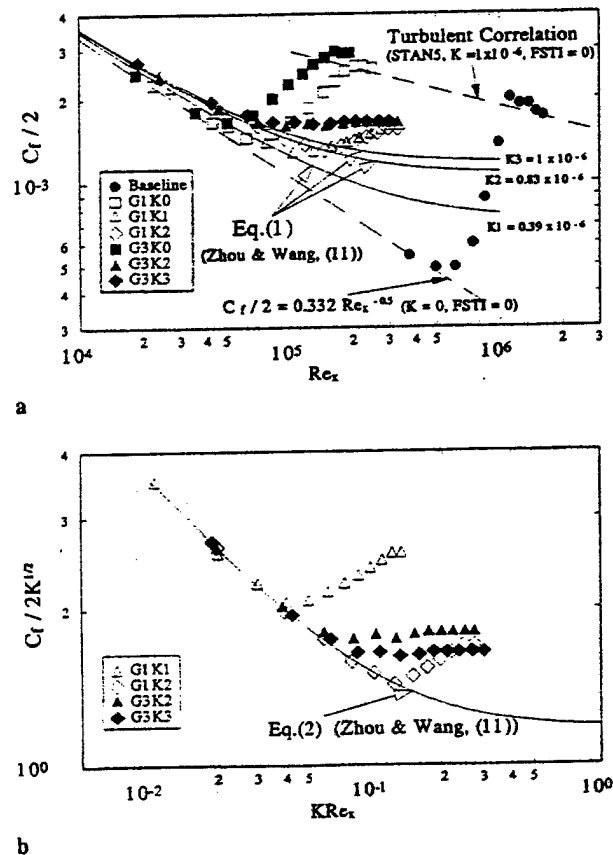 3
2
10-3
6
5
4
3
Cf / 2
Turbulent Correlation
(STAN5, K =1x10-6, FSTI = 0)
K3 = 1 x 10-6
K2 = 0.83 x 10-6
K1 = 0.39 x 10-6
Eq.(1)
(Zhou & Wang, (11))
Cf / 2 = 0.332 Rex -0.5 (K = 0, FSTI = 0)
Baseline
G1K0
G1K1
G1K2
G3K0
G3K2
G3K3
104 2 3 4 5 105 2 3 4 5 106 2 3
Rex
a
4
3
2
100
Cf / 2K1/2
G1K1
G1K2
G3K2
G3K3
Eq.(2) (Zhou & Wang, (11))
10-2 2 3 4 5 10-1 2 3 4 5 100
KRex
b